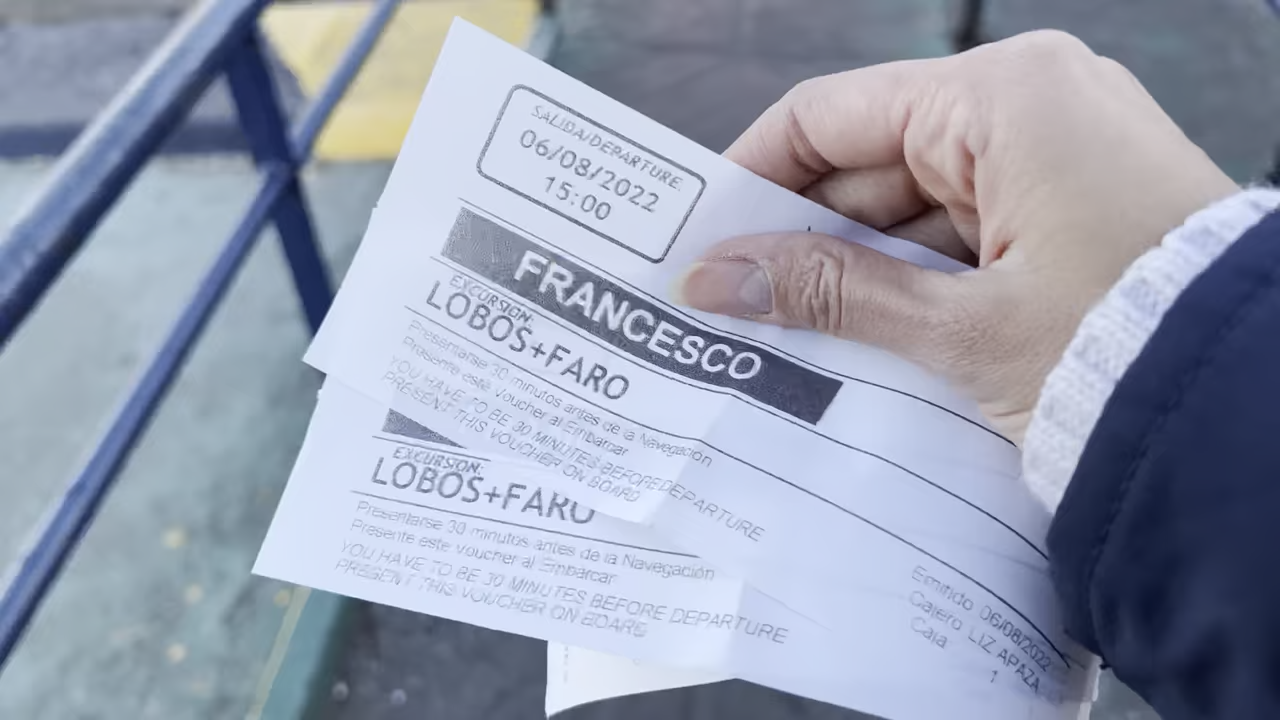 SALIDA/DEPARTURE:
06/08/2022
15:00
FRANCESCO
EXCURSION:
LOBOS+FARO
Presentarse 30 minutos antes de la Navegación
Presente este Voucher al Embarcar
YOU HAVE TO BE 30 MINUTES BEFORE DEPARTURE
PRESENT THIS VOUCHER ON BOARD
Emitido 06/08/2022
Cajero LIZ APAZA
Caja 1
EXCURSION:
LOBOS+FARO
Presentarse 30 minutos antes de la Navegación
Presente este Voucher al Embarcar
YOU HAVE TO BE 30 MINUTES BEFORE DEPARTURE
PRESENT THIS VOUCHER ON BOARD